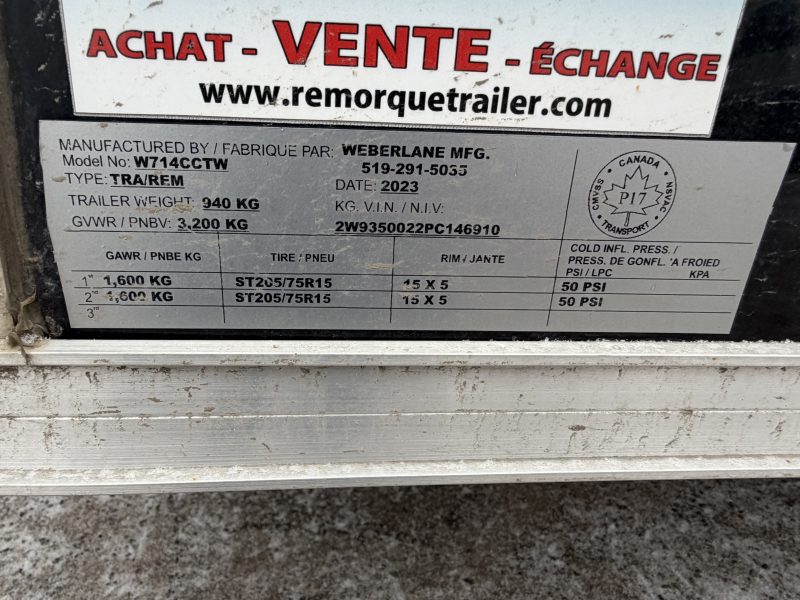 ACHAT - VENTE - ÉCHANGE
www.remorquetrailer.com
MANUFACTURED BY / FABRIQUE PAR: WEBERLANE MFG.
Model No: W714CCTW 519-291-5035
TYPE: TRA/REM DATE: 2023
TRAILER WEIGHT: 940 KG KG. V.I.N. / N.I.V:
GVWR / PNBV: 3,200 KG 2W9350022PC146910
CANADA
CMVSS P17 NSVAC
TRANSPORT
GAWR / PNBE KG TIRE / PNEU RIM / JANTE COLD INFL. PRESS. /
PRESS. DE GONFL. 'A FROIED
PSI / LPC KPA
1st 1,600 KG ST205/75R15 15 X 5 50 PSI
2nd 1,600 KG ST205/75R15 15 X 5 50 PSI
3rd